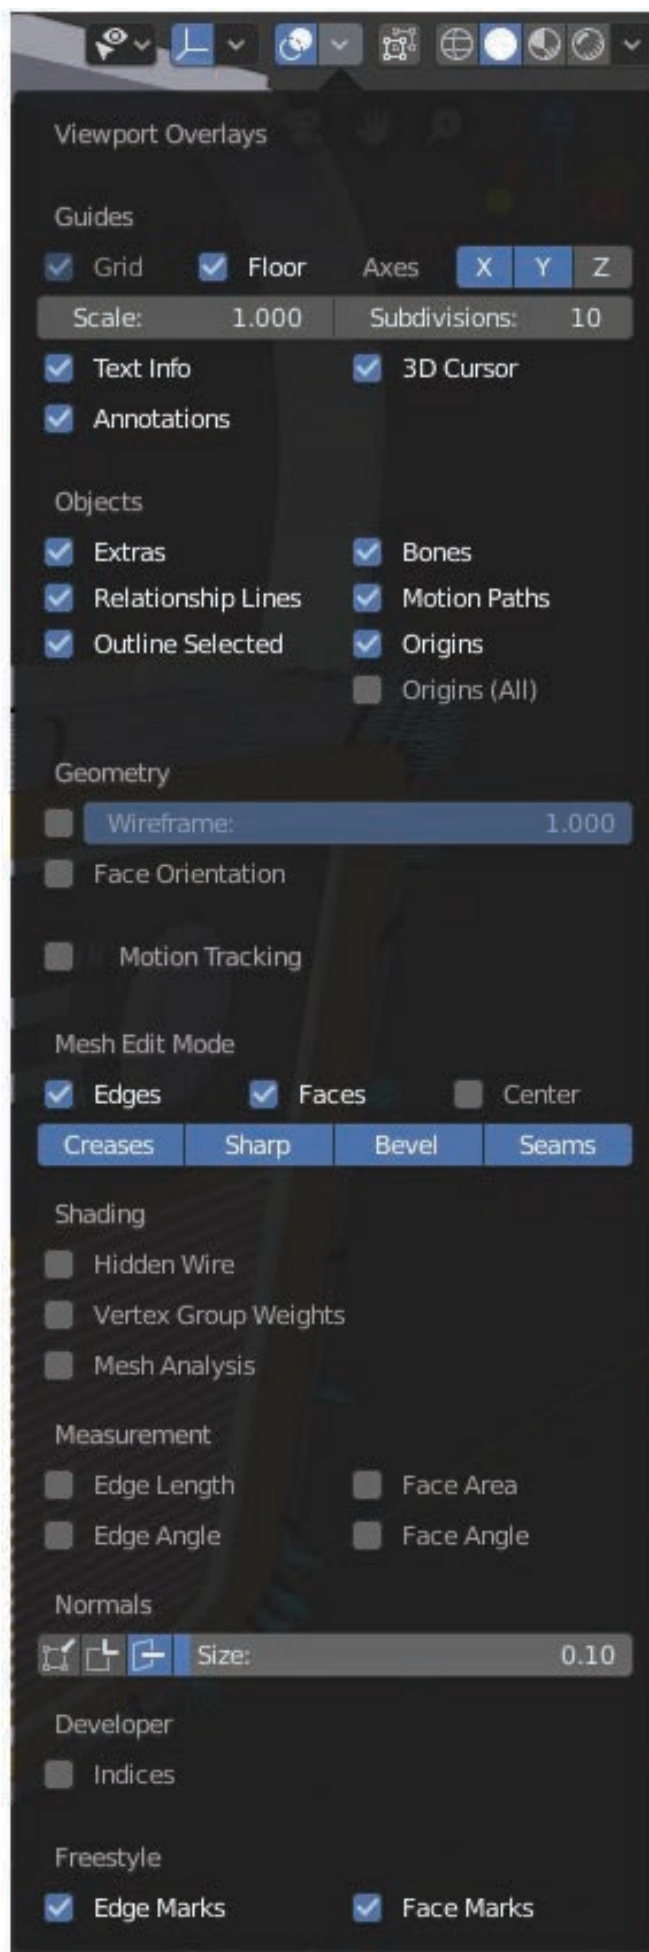 Viewport Overlays
Guides
Grid Floor Axes X Y Z
Scale: 1.000 Subdivisions: 10
Text Info 3D Cursor
Annotations
Objects
Extras Bones
Relationship Lines Motion Paths
Outline Selected Origins
Origins (All)
Geometry
Wireframe: 1.000
Face Orientation
Motion Tracking
Mesh Edit Mode
Edges Faces Center
Creases Sharp Bevel Seams
Shading
Hidden Wire
Vertex Group Weights
Mesh Analysis
Measurement
Edge Length Face Area
Edge Angle Face Angle
Normals
Size: 0.10
Developer
Indices
Freestyle
Edge Marks Face Marks